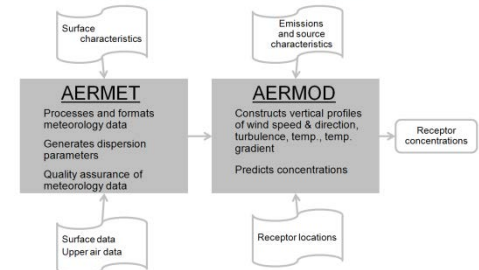 Surface
characteristics
Emissions
and source
characteristics
AERMET
Processes and formats
meteorology data
Generates dispersion
parameters
Quality assurance of
meteorology data
AERMOD
Constructs vertical profiles
of wind speed & direction,
turbulence, temp., temp.
gradient
Predicts concentrations
Receptor
concentrations
Surface data
Upper air data
Receptor locations